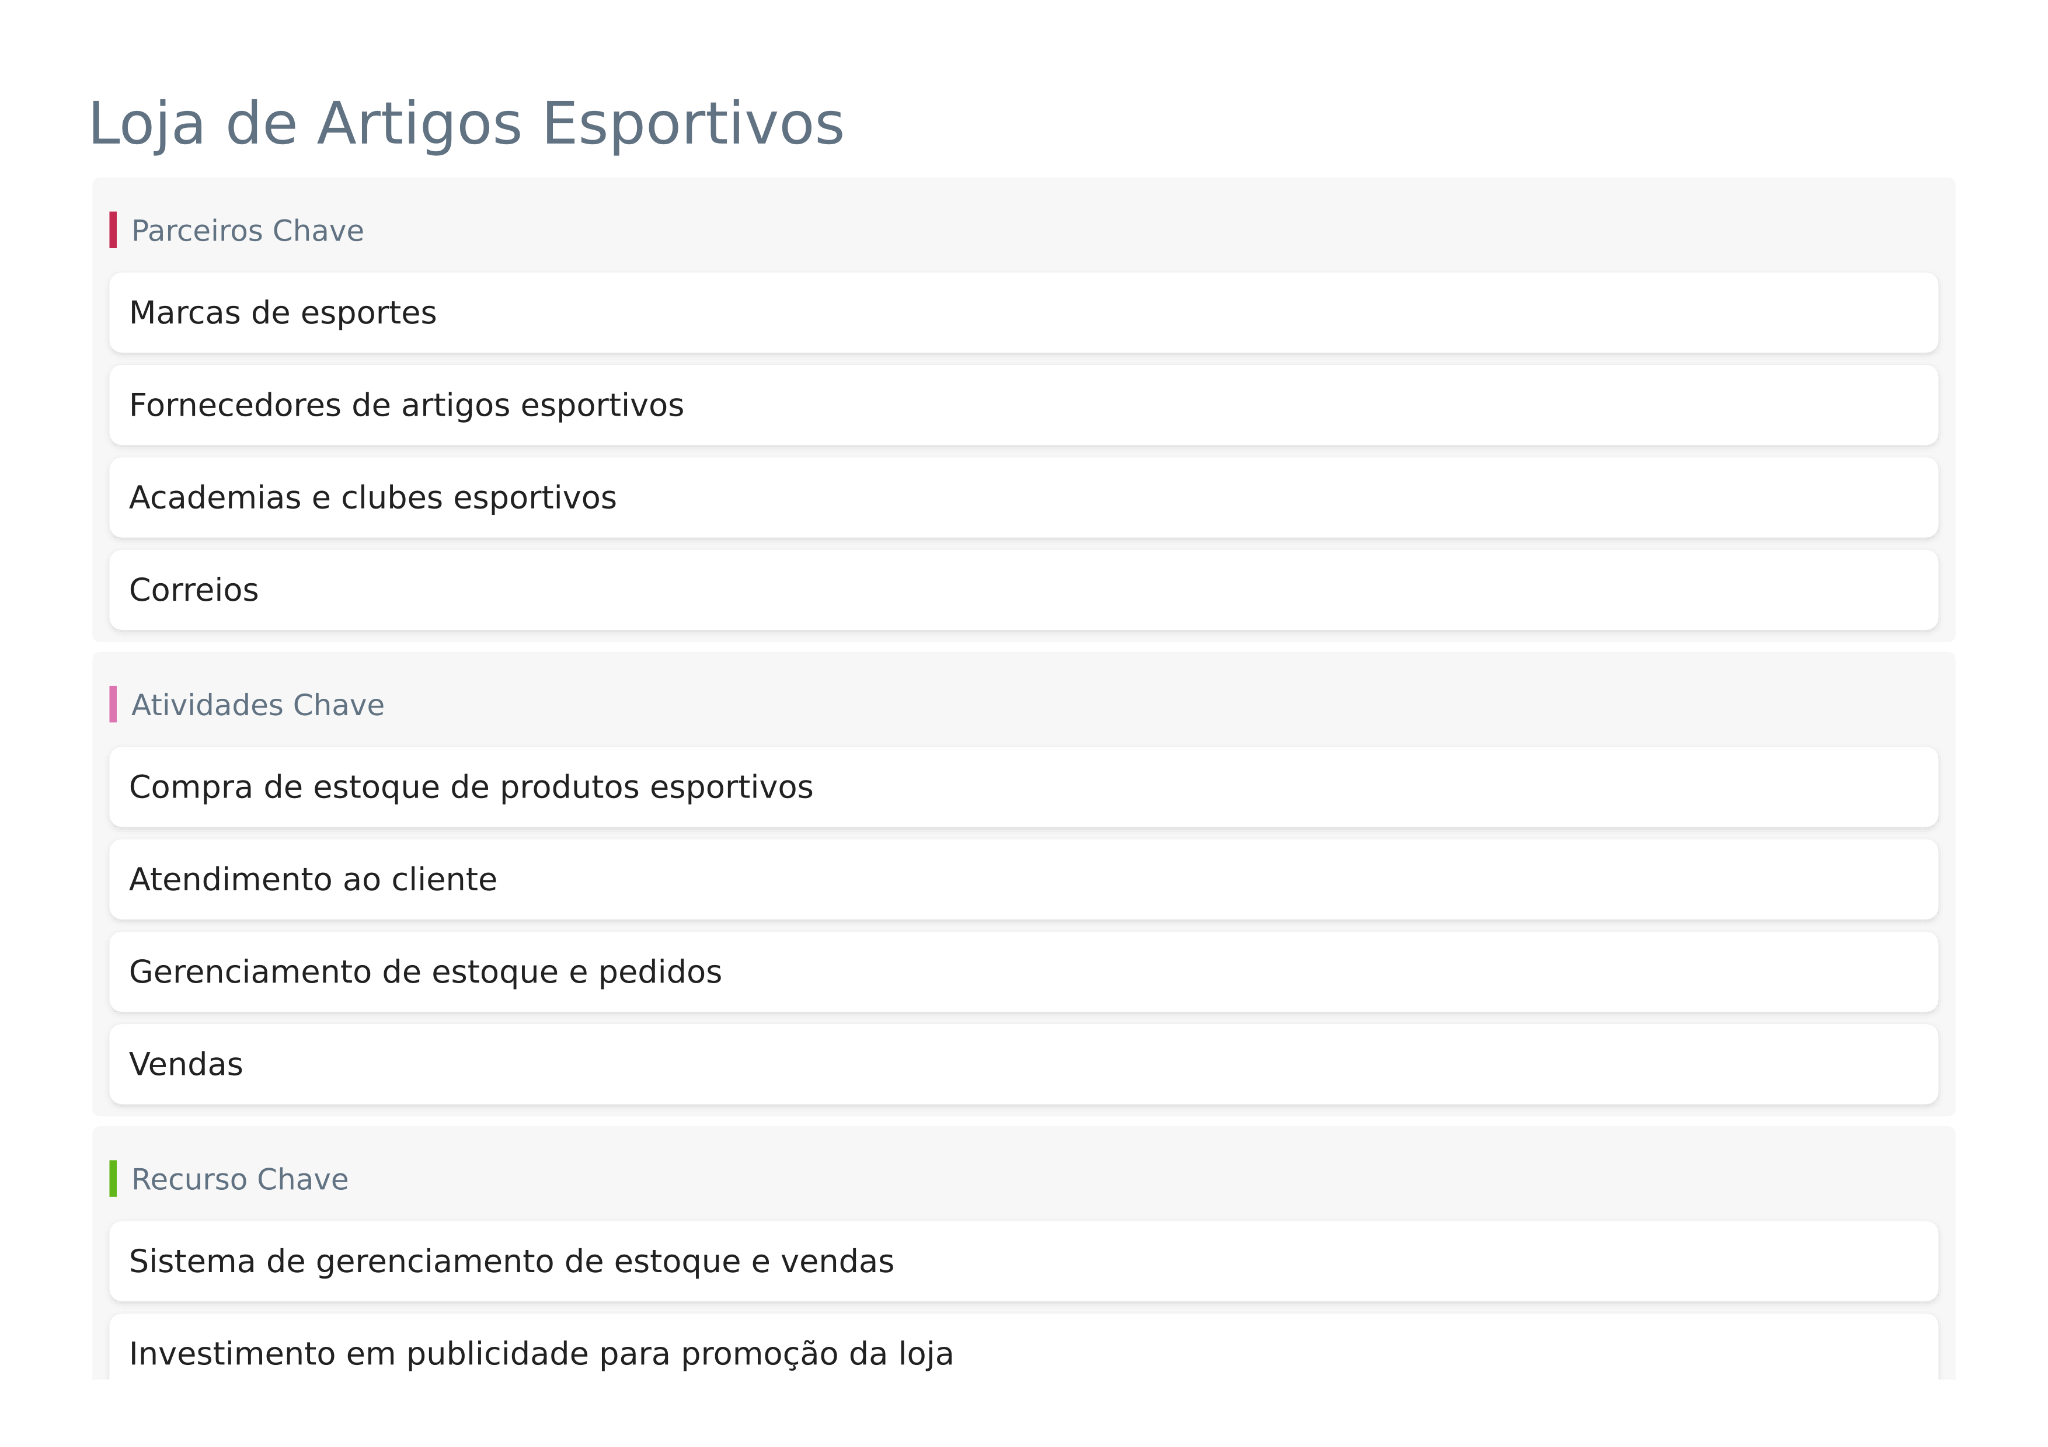 Loja de Artigos Esportivos
Parceiros Chave
Marcas de esportes
Fornecedores de artigos esportivos
Academias e clubes esportivos
Correios
Atividades Chave
Compra de estoque de produtos esportivos
Atendimento ao cliente
Gerenciamento de estoque e pedidos
Vendas
Recurso Chave
Sistema de gerenciamento de estoque e vendas
Investimento em publicidade para promoção da loja